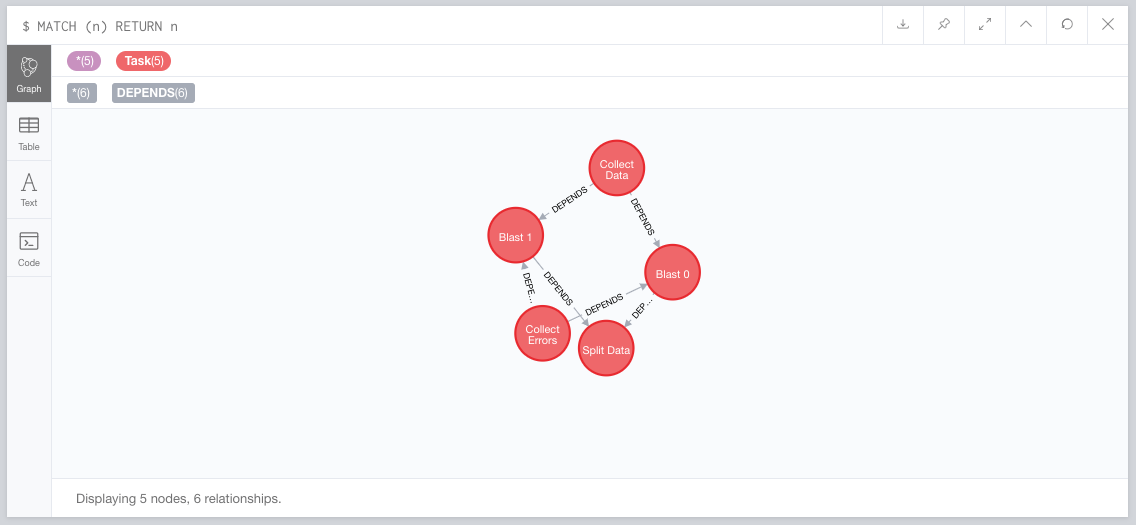 $ MATCH (n) RETURN n
Graph
Table
Text
Code
*(5) Task(5)
*(6) DEPENDS(6)
Collect
Data
DEPENDS
DEPENDS
Blast 1
Blast 0
DEPE...
DEPENDS
DEPENDS
DEP...
Collect
Errors
Split Data
Displaying 5 nodes, 6 relationships.